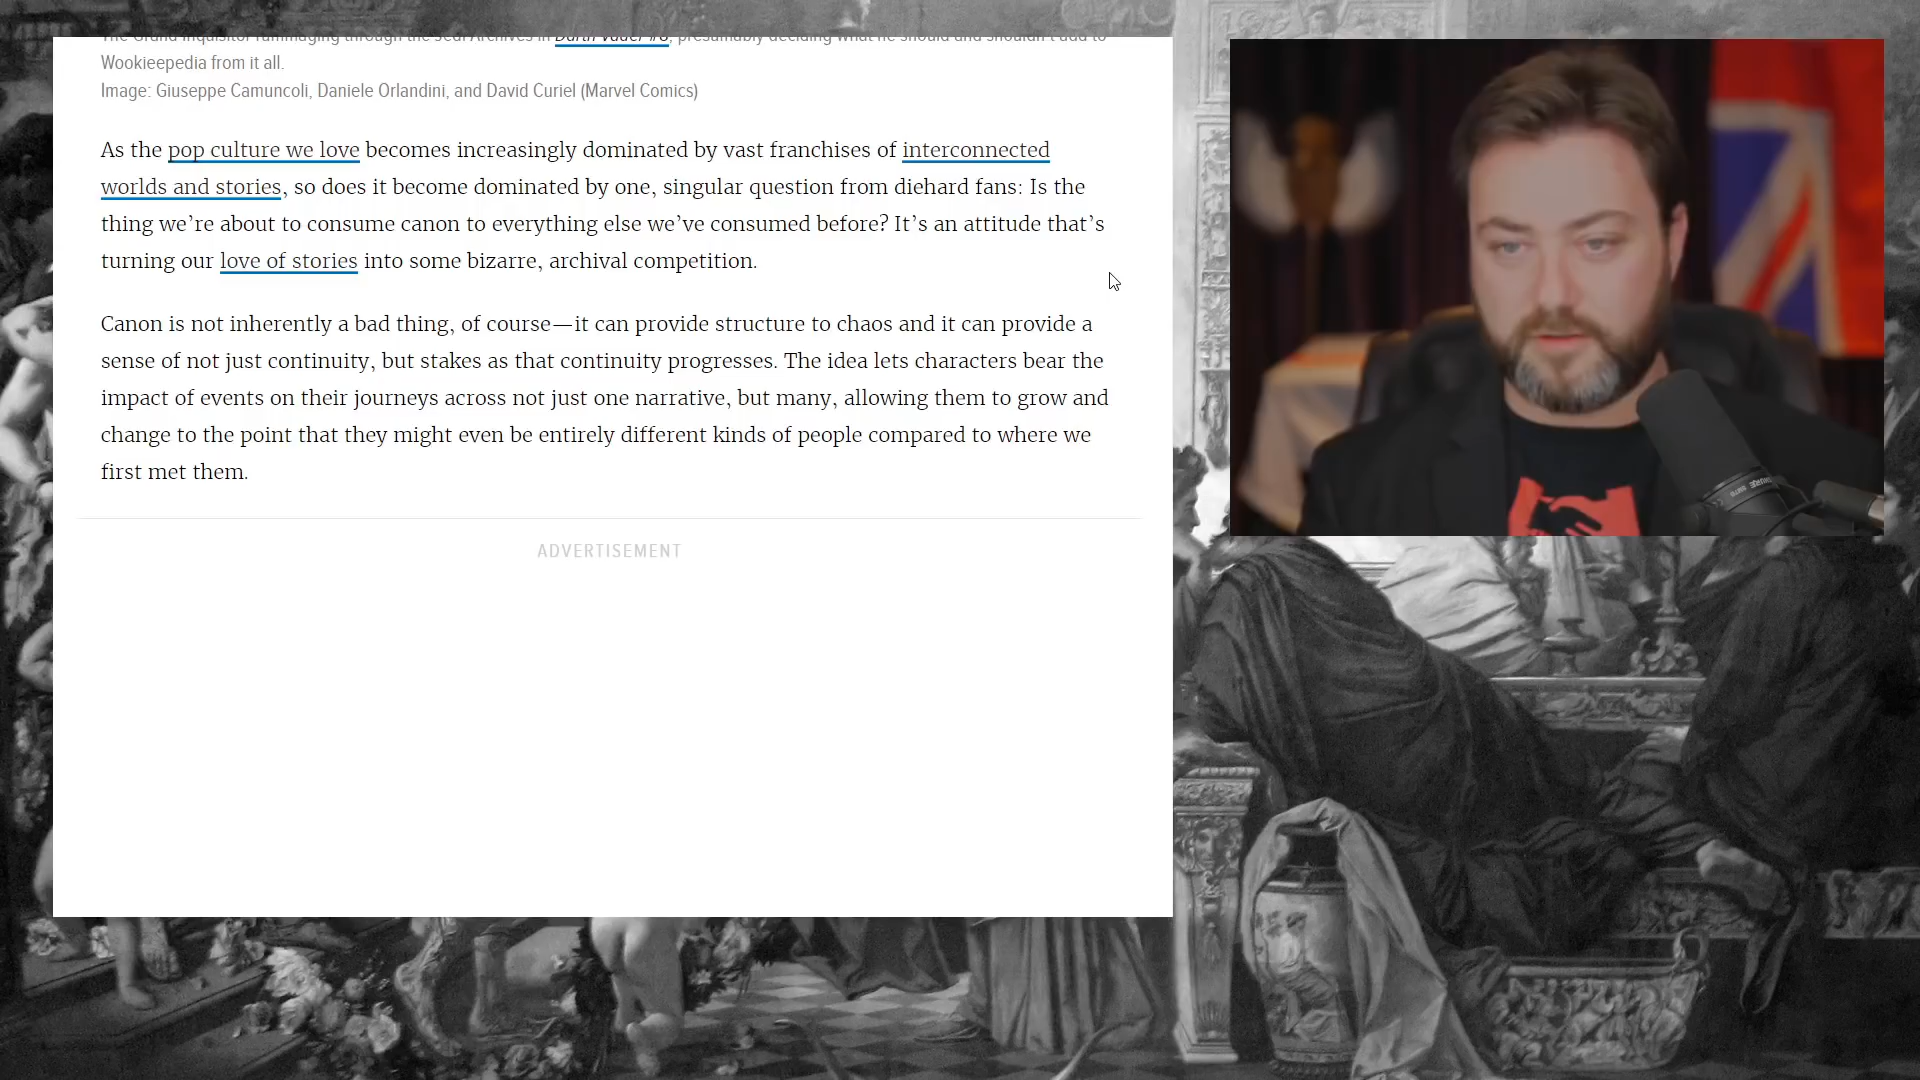 The Grand Inquisitor rummaging through the Jedi Archives in Darth Vader #6, presumably deciding what he should and shouldn't add to
Wookieepedia from it all.
Image: Giuseppe Camuncoli, Daniele Orlandini, and David Curiel (Marvel Comics)
As the pop culture we love becomes increasingly dominated by vast franchises of interconnected
worlds and stories, so does it become dominated by one, singular question from diehard fans: Is the
thing we’re about to consume canon to everything else we’ve consumed before? It’s an attitude that’s
turning our love of stories into some bizarre, archival competition.
Canon is not inherently a bad thing, of course—it can provide structure to chaos and it can provide a
sense of not just continuity, but stakes as that continuity progresses. The idea lets characters bear the
impact of events on their journeys across not just one narrative, but many, allowing them to grow and
change to the point that they might even be entirely different kinds of people compared to where we
first met them.
ADVERTISEMENT